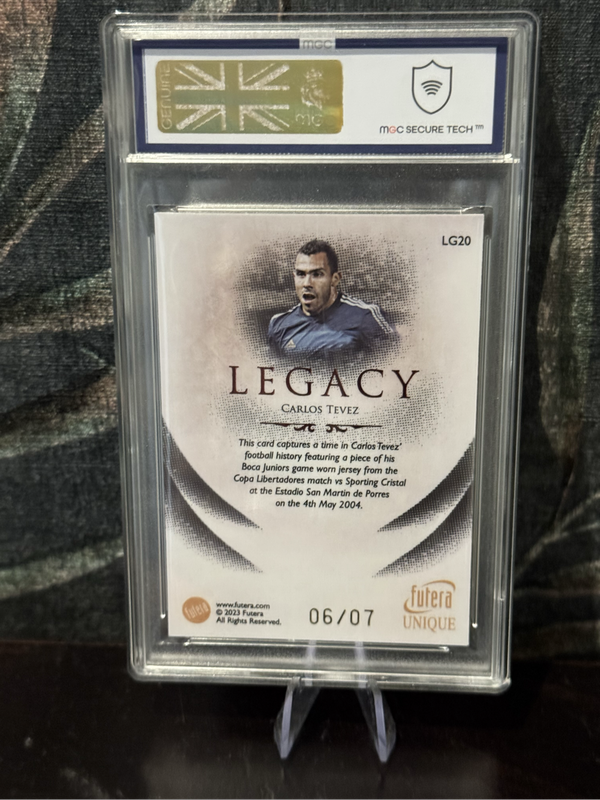 mgc
GENUINE
mgc
mgc SECURE TECH™
LG20
LEGACY
CARLOS TEVEZ
This card captures a time in Carlos Tevez'
football history featuring a piece of his
Boca Juniors game worn jersey from the
Copa Libertadores match vs Sporting Cristal
at the Estadio San Martin de Porres
on the 4th May 2004.
futera
www.futera.com
© 2023 Futera
All Rights Reserved.
06/07
futera
UNIQUE